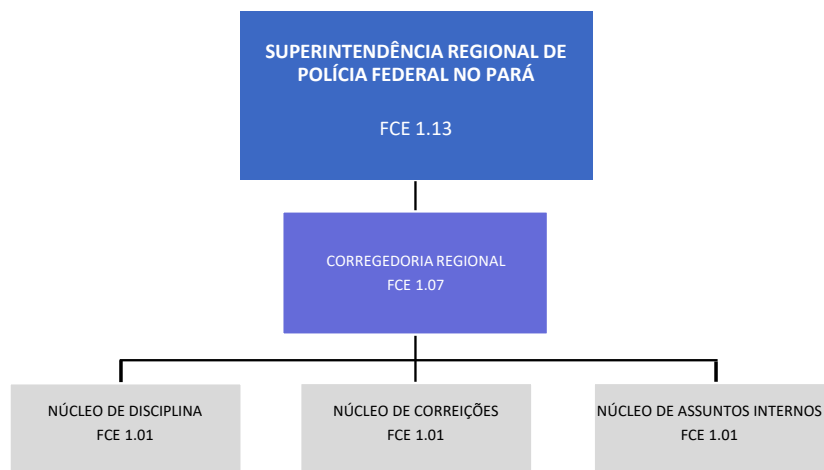 SUPERINTENDÊNCIA REGIONAL DE
POLÍCIA FEDERAL NO PARÁ
FCE 1.13
CORREGEDORIA REGIONAL
FCE 1.07
NÚCLEO DE DISCIPLINA
FCE 1.01
NÚCLEO DE CORREIÇÕES
FCE 1.01
NÚCLEO DE ASSUNTOS INTERNOS
FCE 1.01